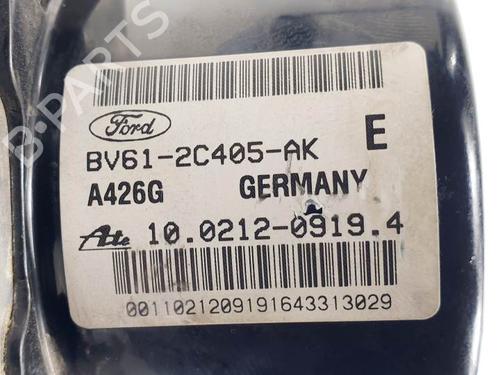 B-PARTS
Ford
E
BV61-2C405-AK
A426G GERMANY
Ate 10.0212-0919.4
0011021209191643313029